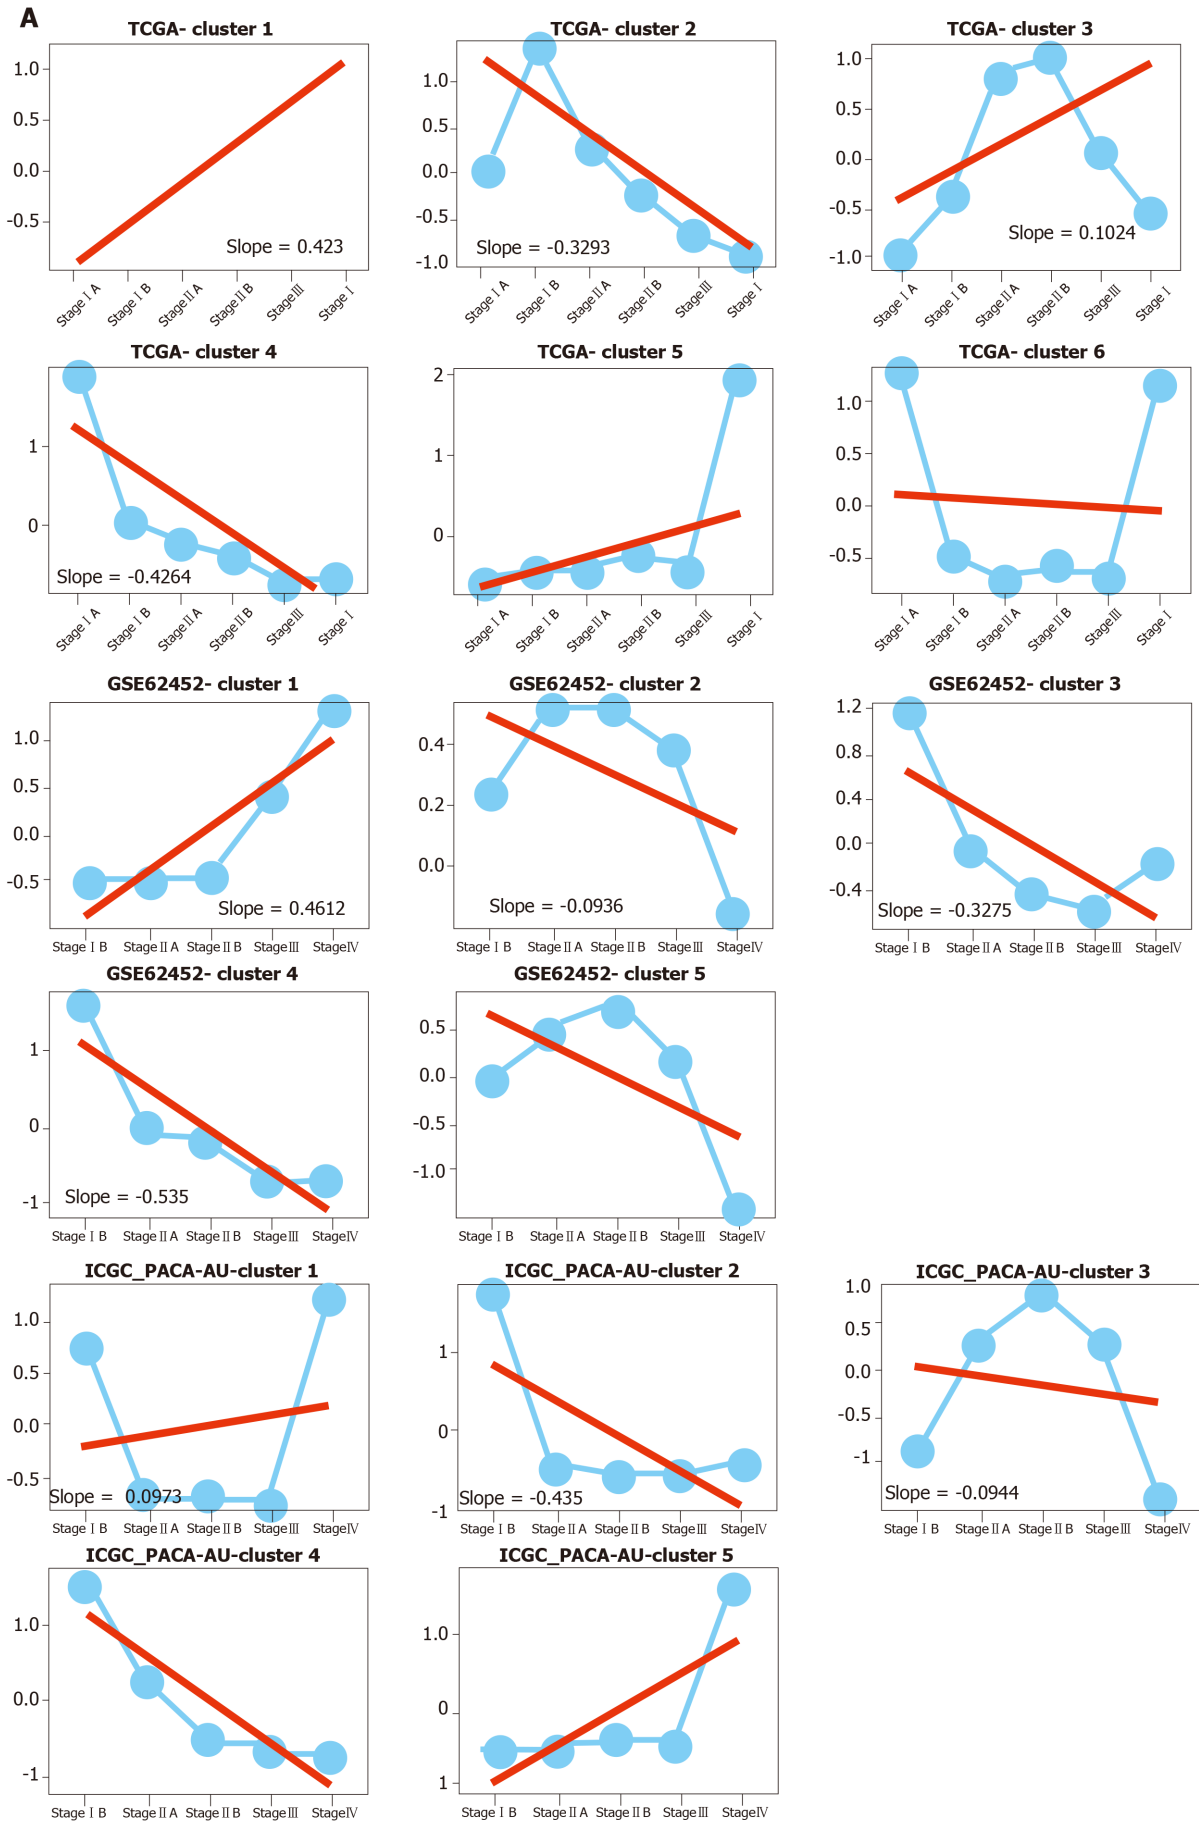 A
TCGA- cluster 1
1.0
0.5
0.0
-0.5
Slope = 0.423
Stage Ⅰ A
Stage Ⅰ B
Stage Ⅱ A
Stage Ⅱ B
Stage Ⅲ
Stage Ⅰ
TCGA- cluster 2
1.0
0.5
0.0
-0.5
-1.0
Slope = -0.3293
Stage Ⅰ A
Stage Ⅰ B
Stage Ⅱ A
Stage Ⅱ B
Stage Ⅲ
Stage Ⅰ
TCGA- cluster 3
1.0
0.5
0.0
-0.5
-1.0
Slope = 0.1024
Stage Ⅰ A
Stage Ⅰ B
Stage Ⅱ A
Stage Ⅱ B
Stage Ⅲ
Stage Ⅰ
TCGA- cluster 4
1
0
Slope = -0.4264
Stage Ⅰ A
Stage Ⅰ B
Stage Ⅱ A
Stage Ⅱ B
Stage Ⅲ
Stage Ⅰ
TCGA- cluster 5
2
1
0
Stage Ⅰ A
Stage Ⅰ B
Stage Ⅱ A
Stage Ⅱ B
Stage Ⅲ
Stage Ⅰ
TCGA- cluster 6
1.0
0.5
0.0
-0.5
Stage Ⅰ A
Stage Ⅰ B
Stage Ⅱ A
Stage Ⅱ B
Stage Ⅲ
Stage Ⅰ
GSE62452- cluster 1
1.0
0.5
0.0
-0.5
Slope = 0.4612
Stage Ⅰ B Stage Ⅱ A Stage Ⅱ B Stage Ⅲ Stage Ⅳ
GSE62452- cluster 2
0.4
0.2
0.0
Slope = -0.0936
Stage Ⅰ B Stage Ⅱ A Stage Ⅱ B Stage Ⅲ Stage Ⅳ
GSE62452- cluster 3
1.2
0.8
0.4
0.0
-0.4
Slope = -0.3275
Stage Ⅰ B Stage Ⅱ A Stage Ⅱ B Stage Ⅲ Stage Ⅳ
GSE62452- cluster 4
1
0
-1
Slope = -0.535
Stage Ⅰ B Stage Ⅱ A Stage Ⅱ B Stage Ⅲ Stage Ⅳ
GSE62452- cluster 5
0.5
0.0
-0.5
-1.0
Stage Ⅰ B Stage Ⅱ A Stage Ⅱ B Stage Ⅲ Stage Ⅳ
ICGC_PACA-AU-cluster 1
1.0
0.5
0.0
-0.5
Slope = 0.0973
Stage Ⅰ B Stage Ⅱ A Stage Ⅱ B Stage Ⅲ Stage Ⅳ
ICGC_PACA-AU-cluster 2
1
0
-1
Slope = -0.435
Stage Ⅰ B Stage Ⅱ A Stage Ⅱ B Stage Ⅲ Stage Ⅳ
ICGC_PACA-AU-cluster 3
1.0
0.5
0.0
-0.5
-1
Slope = -0.0944
Stage Ⅰ B Stage Ⅱ A Stage Ⅱ B Stage Ⅲ Stage Ⅳ
ICGC_PACA-AU-cluster 4
1.0
0.0
-1
Stage Ⅰ B Stage Ⅱ A Stage Ⅱ B Stage Ⅲ Stage Ⅳ
ICGC_PACA-AU-cluster 5
1.0
0
1
Stage Ⅰ B Stage Ⅱ A Stage Ⅱ B Stage Ⅲ Stage Ⅳ